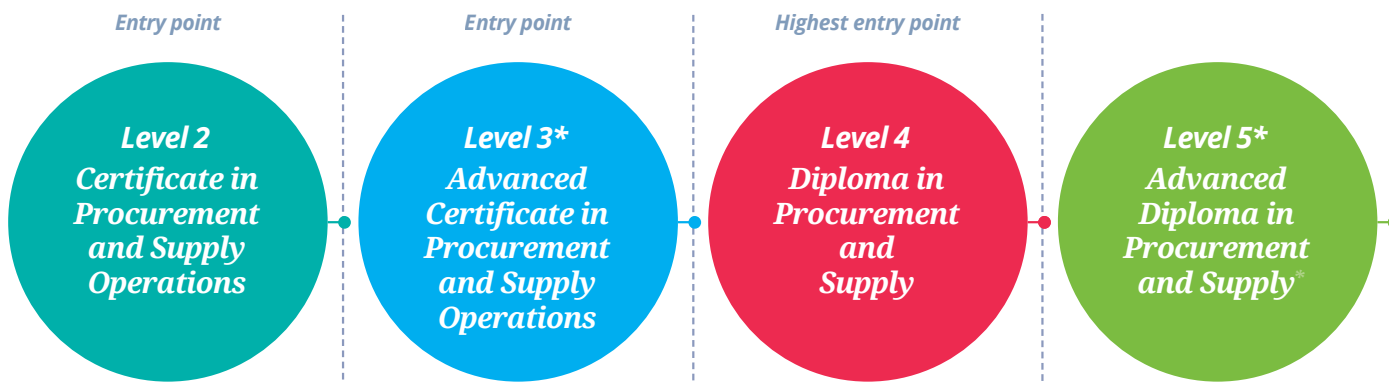 Entry point
Entry point
Highest entry point
Level 2
Certificate in
Procurement
and Supply
Operations
Level 3*
Advanced
Certificate in
Procurement
and Supply
Operations
Level 4
Diploma in
Procurement
and
Supply
Level 5*
Advanced
Diploma in
Procurement
and Supply*